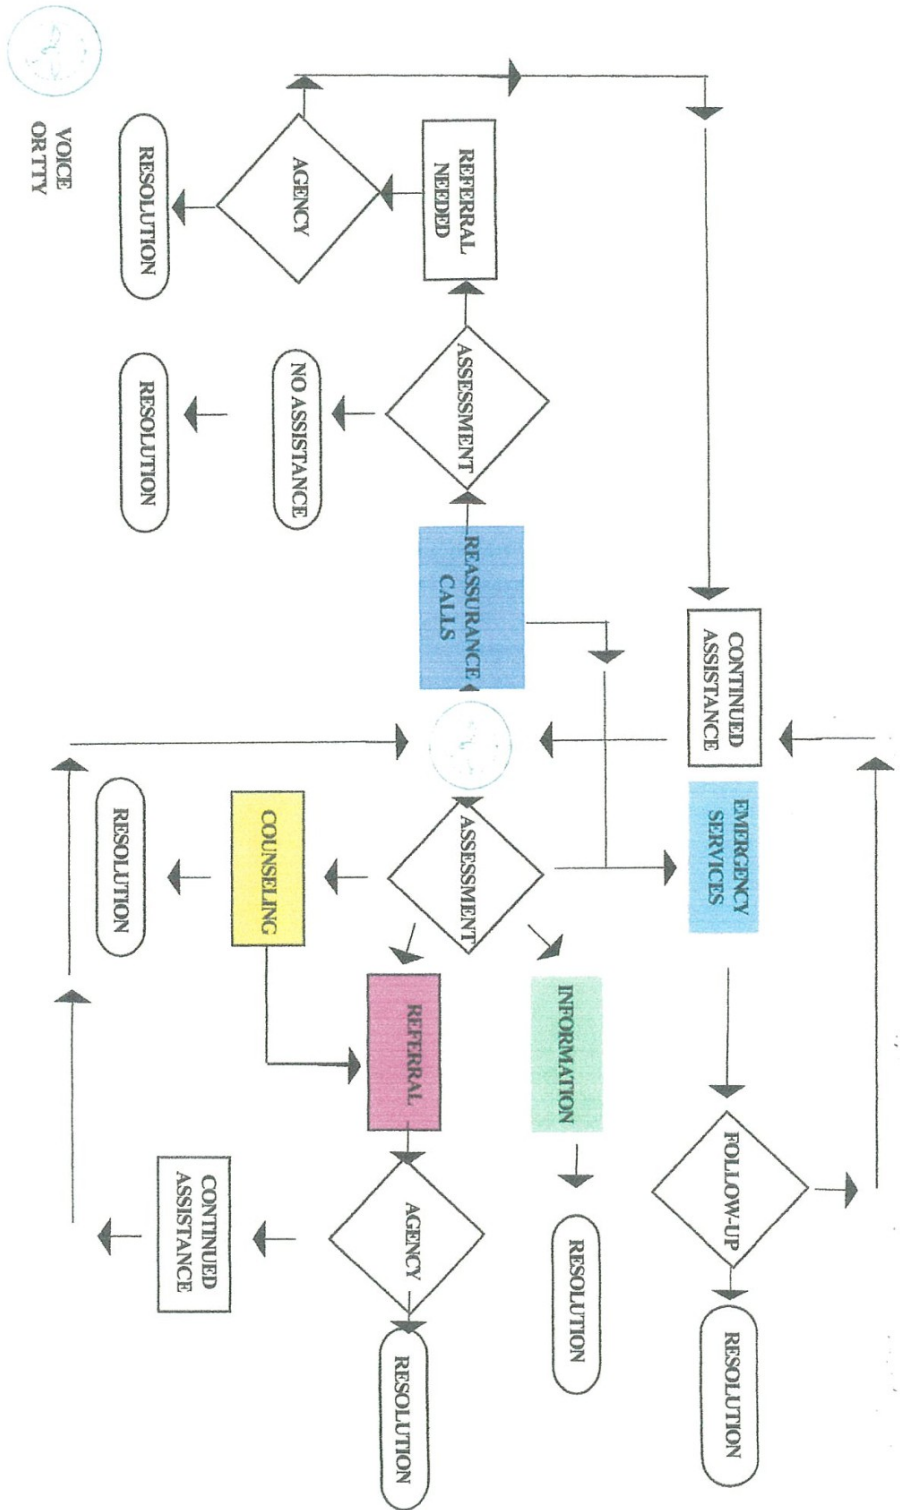 CONTINUED
ASSISTANCE
EMERGENCY
SERVICES
FOLLOW-UP
RESOLUTION
INFORMATION
RESOLUTION
REFERRAL
NEEDED
ASSESSMENT
REASSURANCE
CALLS
ASSESSMENT
REFERRAL
AGENCY
RESOLUTION
AGENCY
NO ASSISTANCE
COUNSELING
CONTINUED
ASSISTANCE
RESOLUTION
RESOLUTION
RESOLUTION
VOICE
OR TTY